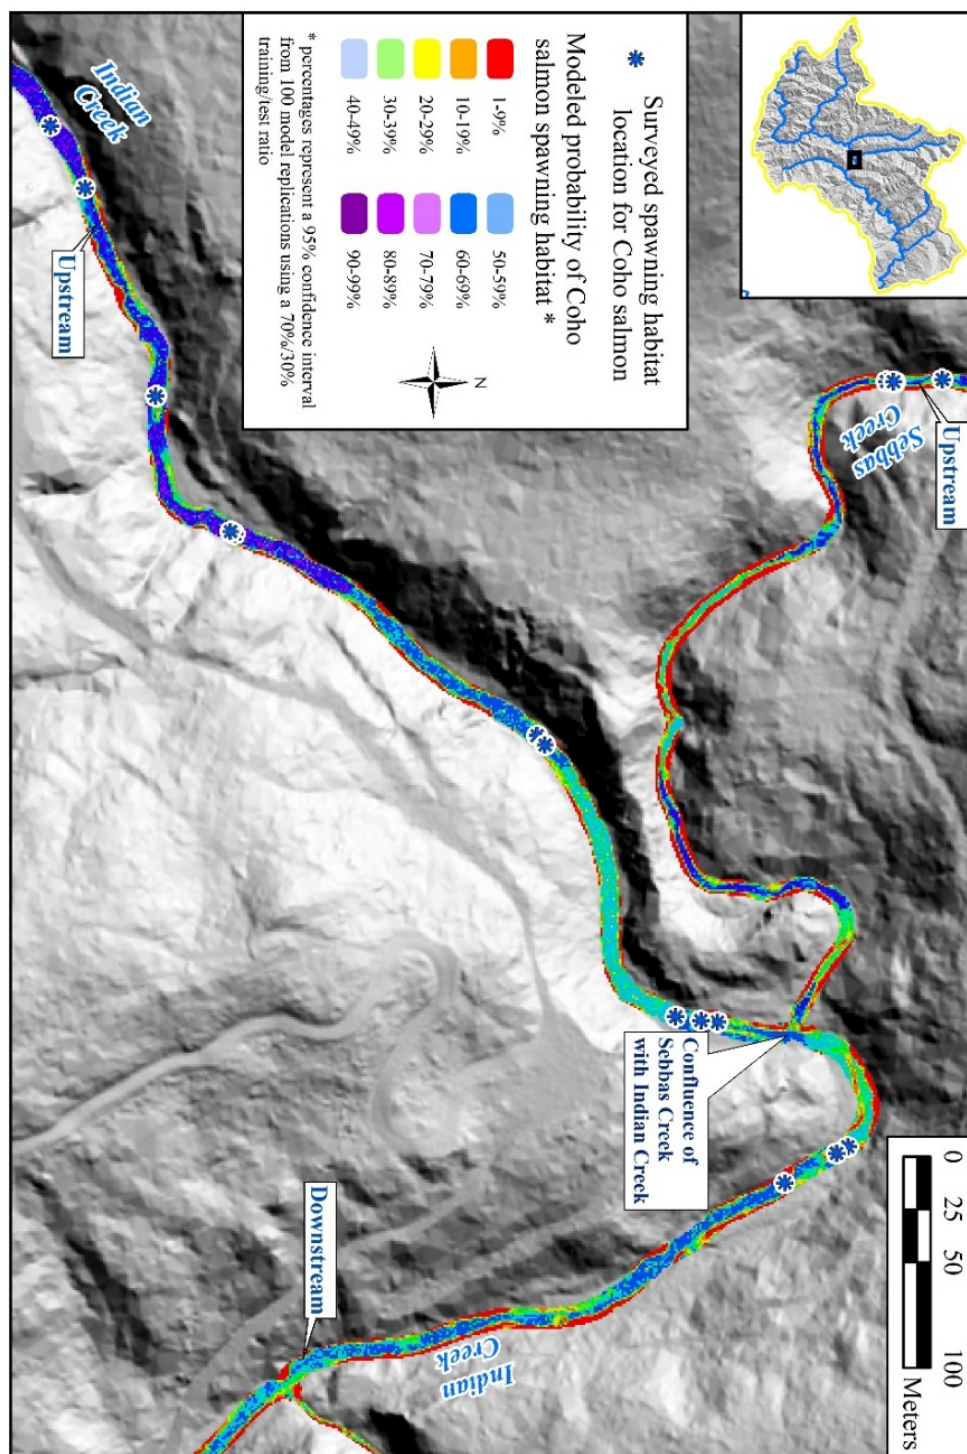 Surveyed spawning habitat
location for Coho salmon
Modeled probability of Coho
salmon spawning habitat *
1-9%
10-19%
20-29%
30-39%
40-49%
50-59%
60-69%
70-79%
80-89%
90-99%
N
* percentages represent a 95% confidence interval
from 100 model replications using a 70%/30%
training/test ratio
Upstream
Sebbas
Creek
Indian
Creek
Upstream
Confluence of
Sebbas Creek
with Indian Creek
0 25 50 100
Meters
Downstream
Indian
Creek